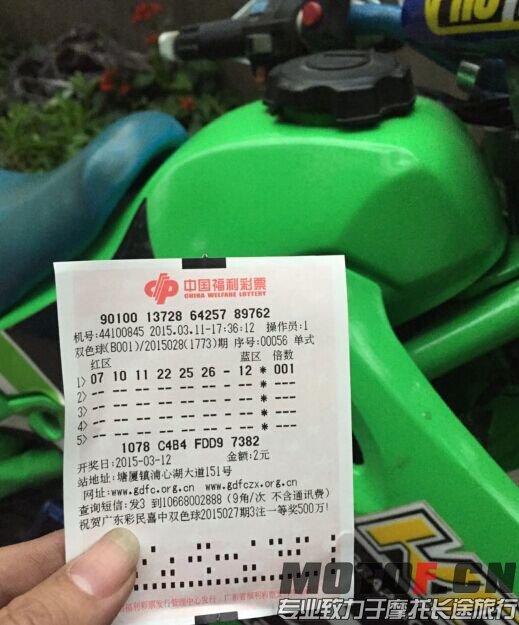 中国福利彩票
CHINA WELFARE LOTTERY
90100 13728 64257 89762
机号:44100845 2015.03.11-17:36:12 操作员:1
双色球(B001)/2015028(1773)期 序号:00056 单式
红区 蓝区 倍数
1> 07 10 11 22 25 26 - 12 * 001
2> -- -- -- -- -- -- - -- * ---
3> -- -- -- -- -- -- - -- * ---
4> -- -- -- -- -- -- - -- * ---
5> -- -- -- -- -- -- - -- * ---
1078 C4B4 FDD9 7382
开奖日:2015-03-12 金额:2元
站地址:塘厦镇浦心湖大道151号
网址:www.gdfc.org.cn www.gdfczx.org.cn
查询短信:发3 到10668002888 (9角/次 不含通讯费)
祝贺广东彩民喜中双色球2015027期3注一等奖500万!
MOTOF.CN
专业致力于摩托长途旅行